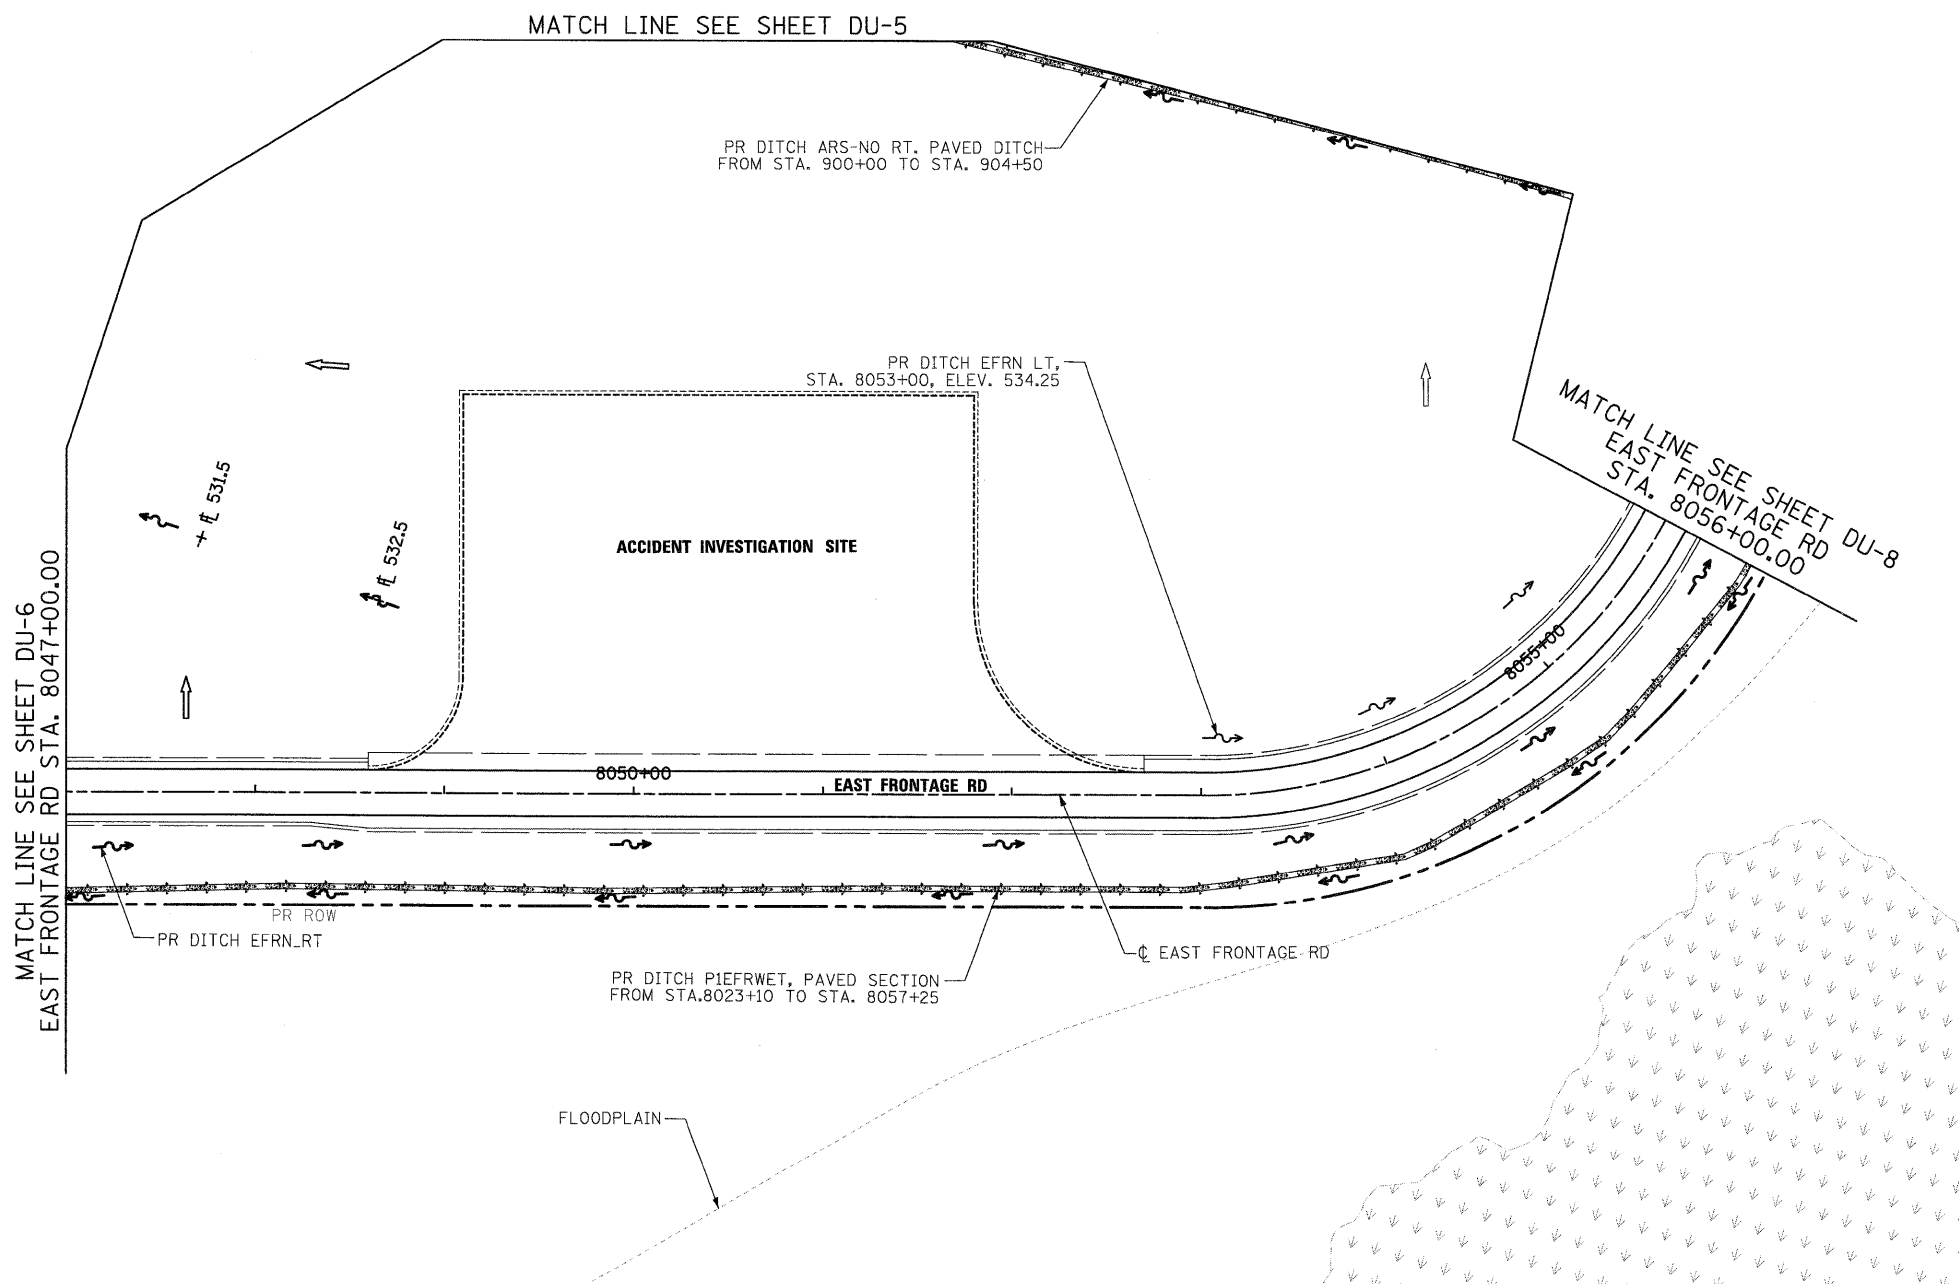 MATCH LINE SEE SHEET DU-5
PR DITCH ARS-NO RT. PAVED DITCH
FROM STA. 900+00 TO STA. 904+50
PR DITCH EFRN LT,
STA. 8053+00, ELEV. 534.25
MATCH LINE SEE SHEET DU-8
EAST FRONTAGE RD
STA. 8056+00.00
+ FL 531.5
+ FL 532.5
ACCIDENT INVESTIGATION SITE
MATCH LINE SEE SHEET DU-6
EAST FRONTAGE RD STA. 8047+00.00
8055+00
8050+00
EAST FRONTAGE RD
PR ROW
PR DITCH EFRN_RT
℄ EAST FRONTAGE RD
PR DITCH P1EFRWET, PAVED SECTION
FROM STA.8023+10 TO STA. 8057+25
FLOODPLAIN